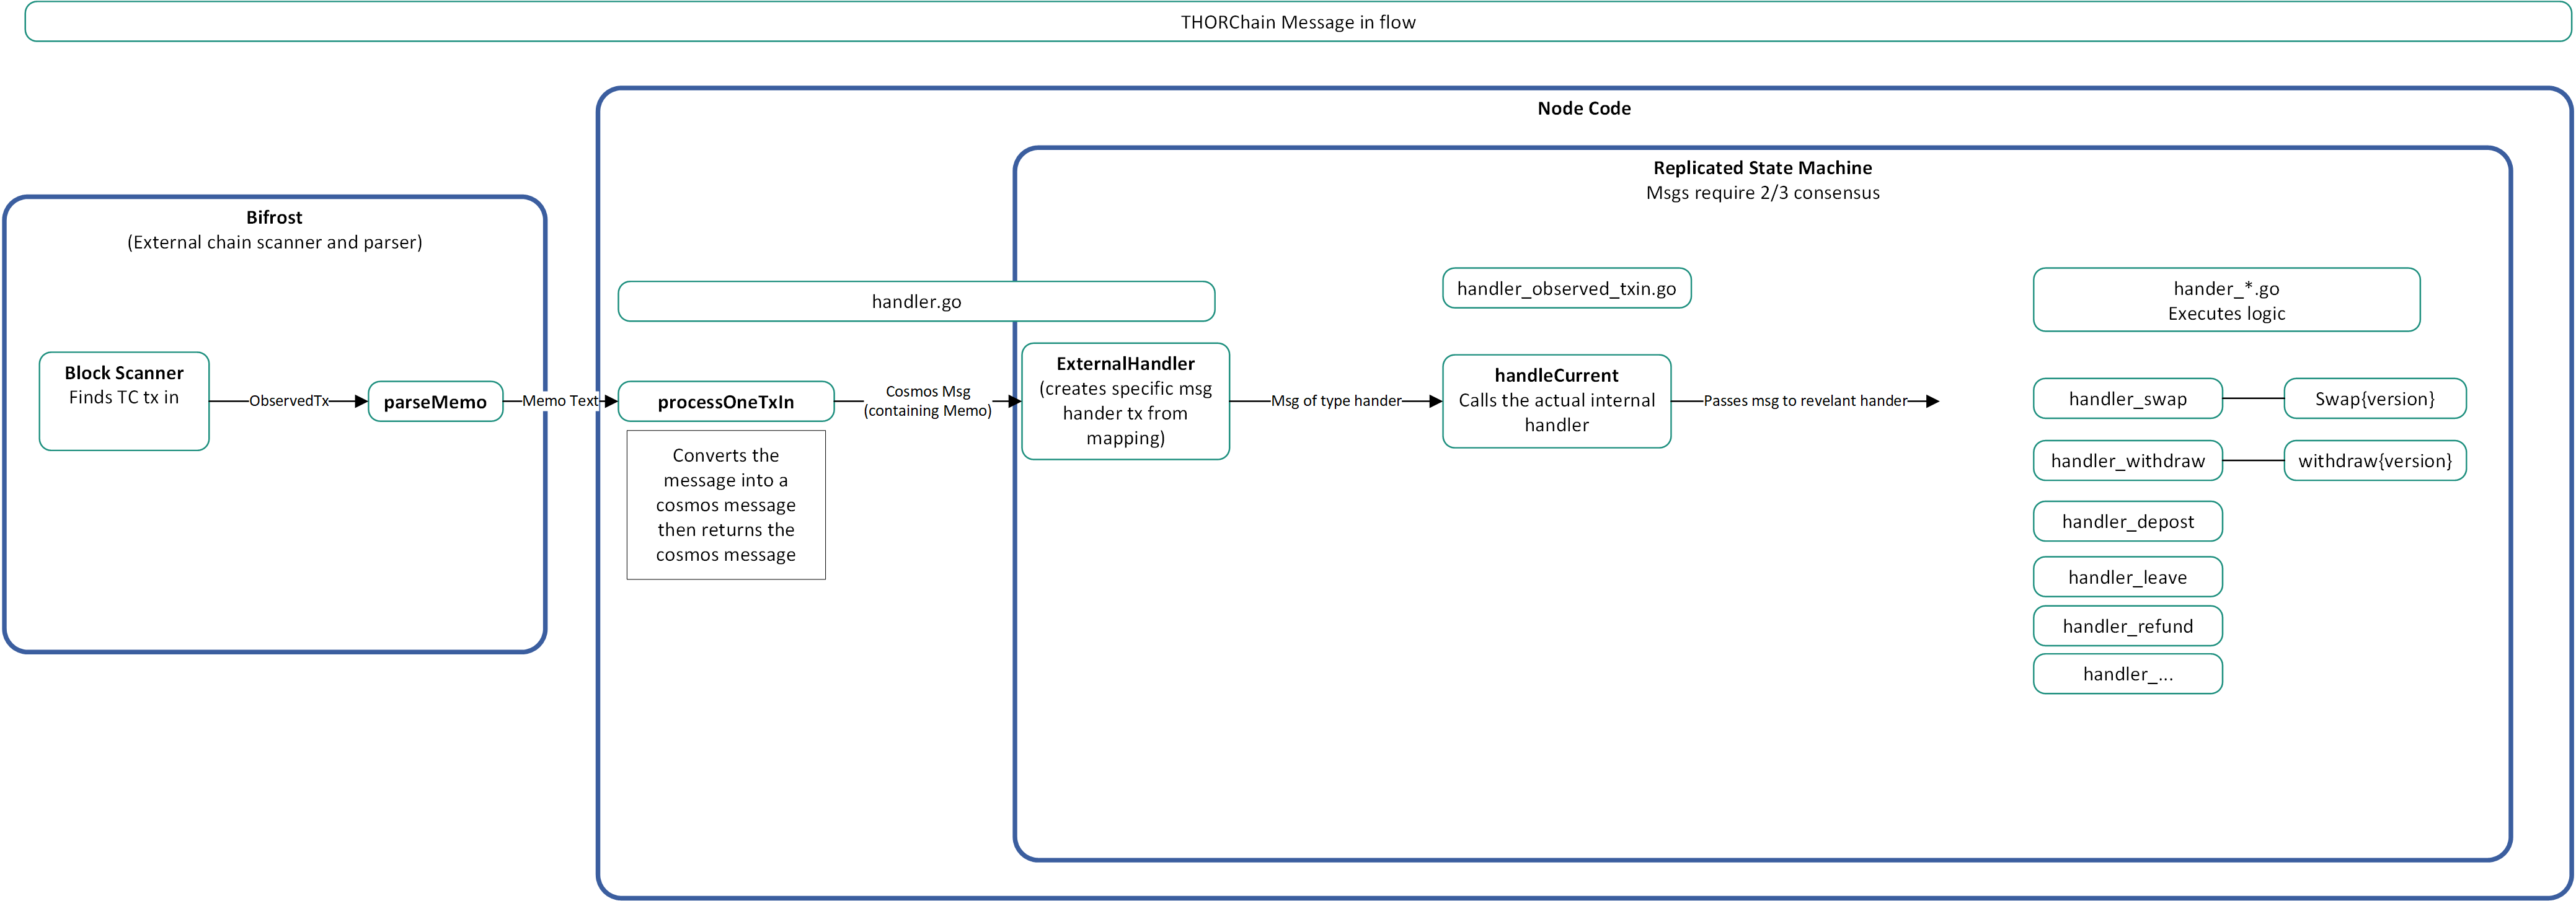 THORChain Message in flow
Node Code
Replicated State Machine
Msgs require 2/3 consensus
Bifrost
(External chain scanner and parser)
handler.go
handler_observed_txin.go
hander_*.go
Executes logic
Block Scanner
Finds TC tx in
ObservedTx
parseMemo
Memo Text
processOneTxIn
Converts the
message into a
cosmos message
then returns the
cosmos message
Cosmos Msg
(containing Memo)
ExternalHandler
(creates specific msg
hander tx from
mapping)
Msg of type hander
handleCurrent
Calls the actual internal
handler
Passes msg to revelant hander
handler_swap
Swap{version}
handler_withdraw
withdraw{version}
handler_depost
handler_leave
handler_refund
handler_...